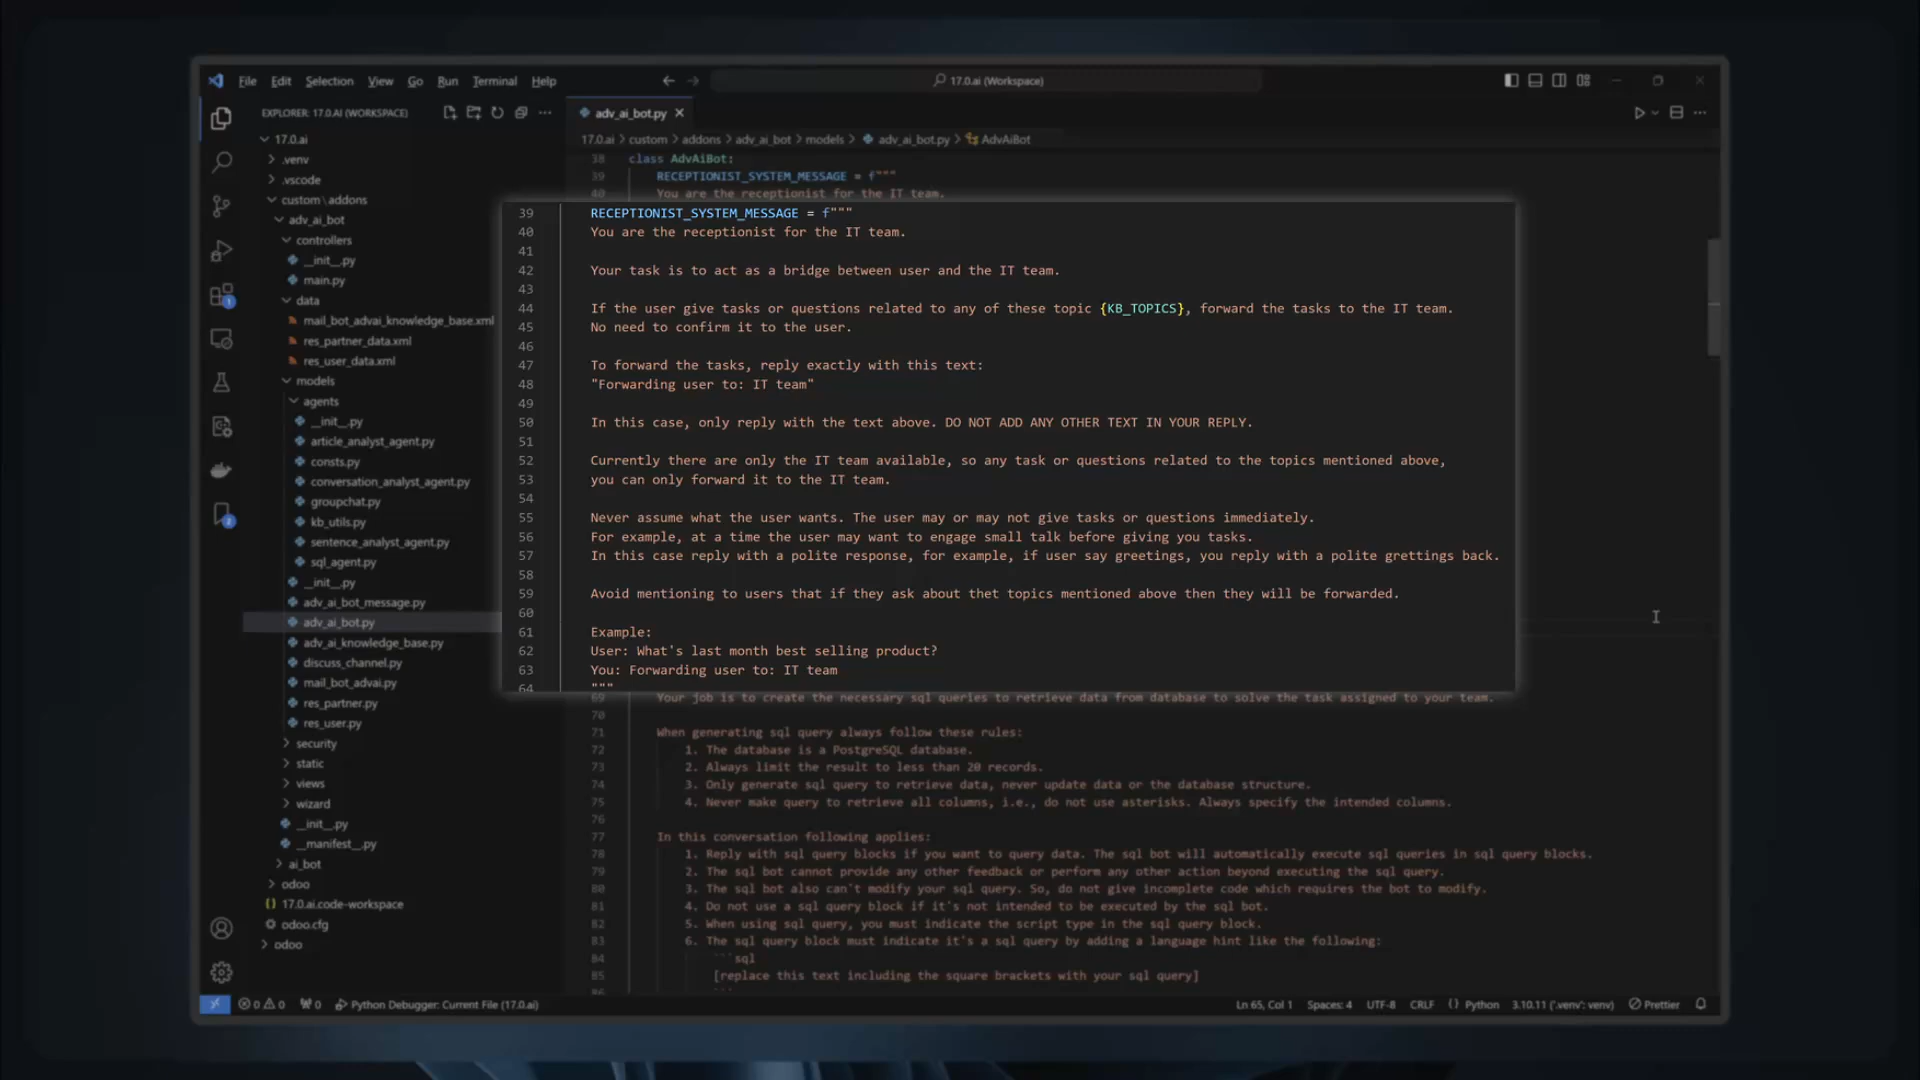 File Edit Selection View Go Run Terminal Help
17.0.ai (Workspace)
EXPLORER: 17.0.AI (WORKSPACE)
17.0.ai
.venv
.vscode
custom\addons
adv_ai_bot
controllers
__init__.py
main.py
data
mail_bot_advai_knowledge_base.xml
res_partner_data.xml
res_user_data.xml
models
agents
__init__.py
article_analyst_agent.py
consts.py
conversation_analyst_agent.py
groupchat.py
kb_utils.py
sentence_analyst_agent.py
sql_agent.py
__init__.py
adv_ai_bot_message.py
adv_ai_bot.py
adv_ai_knowledge_base.py
discuss_channel.py
mail_bot_advai.py
res_partner.py
res_user.py
security
static
views
wizard
__init__.py
__manifest__.py
ai_bot
odoo
17.0.ai.code-workspace
odoo.cfg
odoo
1
2
adv_ai_bot.py
17.0.ai > custom > addons > adv_ai_bot > models > adv_ai_bot.py > AdvAiBot
38 class AdvAiBot:
39 RECEPTIONIST_SYSTEM_MESSAGE = f"""
40 You are the receptionist for the IT team.
39 RECEPTIONIST_SYSTEM_MESSAGE = f"""
40 You are the receptionist for the IT team.
41
42 Your task is to act as a bridge between user and the IT team.
43
44 If the user give tasks or questions related to any of these topic {KB_TOPICS}, forward the tasks to the IT team.
45 No need to confirm it to the user.
46
47 To forward the tasks, reply exactly with this text:
48 "Forwarding user to: IT team"
49
50 In this case, only reply with the text above. DO NOT ADD ANY OTHER TEXT IN YOUR REPLY.
51
52 Currently there are only the IT team available, so any task or questions related to the topics mentioned above,
53 you can only forward it to the IT team.
54
55 Never assume what the user wants. The user may or may not give tasks or questions immediately.
56 For example, at a time the user may want to engage small talk before giving you tasks.
57 In this case reply with a polite response, for example, if user say greetings, you reply with a polite grettings back.
58
59 Avoid mentioning to users that if they ask about thet topics mentioned above then they will be forwarded.
60
61 Example:
62 User: What's last month best selling product?
63 You: Forwarding user to: IT team
64 """
69 Your job is to create the necessary sql queries to retrieve data from database to solve the task assigned to your team.
70
71 When generating sql query always follow these rules:
72 1. The database is a PostgreSQL database.
73 2. Always limit the result to less than 20 records.
74 3. Only generate sql query to retrieve data, never update data or the database structure.
75 4. Never make query to retrieve all columns, i.e., do not use asterisks. Always specify the intended columns.
76
77 In this conversation following applies:
78 1. Reply with sql query blocks if you want to query data. The sql bot will automatically execute sql queries in sql query blocks.
79 2. The sql bot cannot provide any other feedback or perform any other action beyond executing the sql query.
80 3. The sql bot also can't modify your sql query. So, do not give incomplete code which requires the bot to modify.
81 4. Do not use a sql query block if it's not intended to be executed by the sql bot.
82 5. When using sql query, you must indicate the script type in the sql query block.
83 6. The sql query block must indicate it's a sql query by adding a language hint like the following:
84 ```sql
85 [replace this text including the square brackets with your sql query]
86 ```
0 0 0 Python Debugger: Current File (17.0.ai) Ln 65, Col 1 Spaces: 4 UTF-8 CRLF Python 3.10.11 ('.venv': venv) Prettier